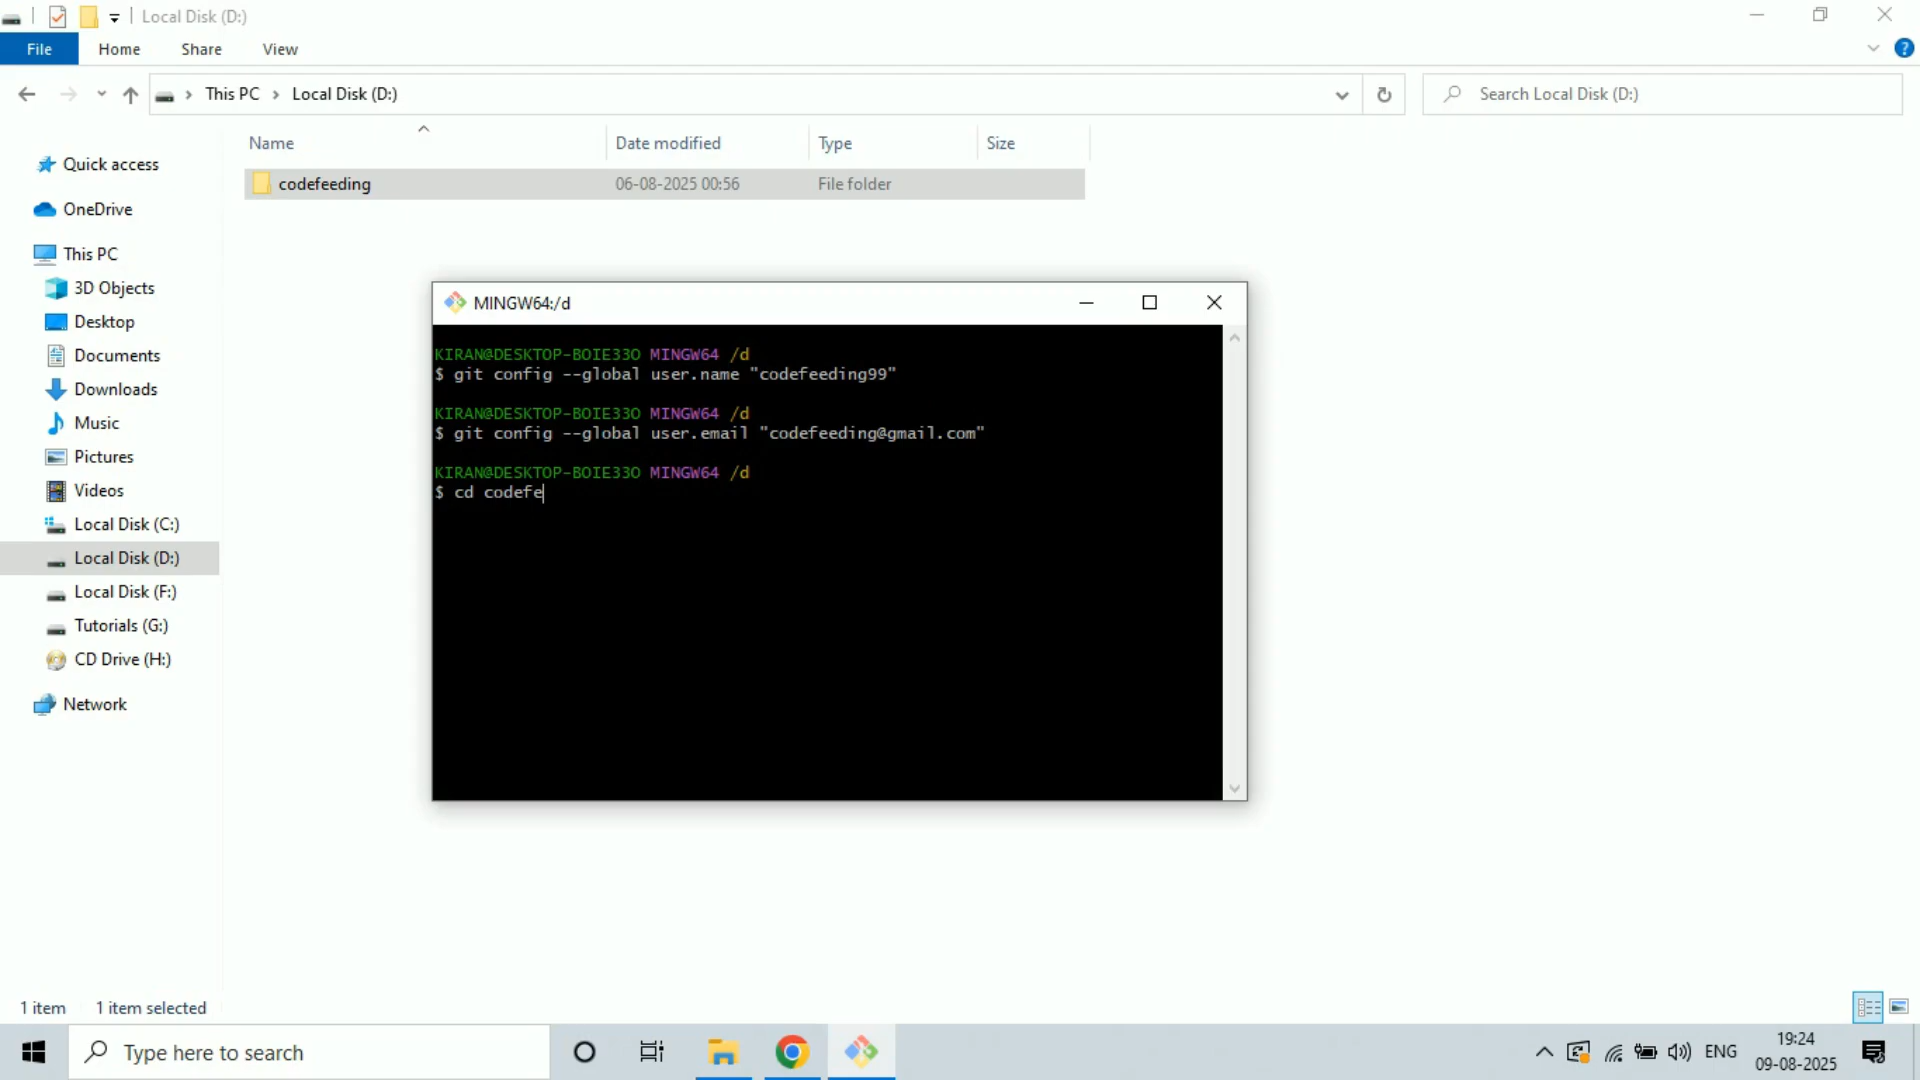 Local Disk (D:)
File Home Share View
This PC Local Disk (D:)
Search Local Disk (D:)
Name Date modified Type Size
codefeeding 06-08-2025 00:56 File folder
Quick access
OneDrive
This PC
3D Objects
Desktop
Documents
Downloads
Music
Pictures
Videos
Local Disk (C:)
Local Disk (D:)
Local Disk (F:)
Tutorials (G:)
CD Drive (H:)
Network
MINGW64:/d
KIRAN@DESKTOP-BOIE33O MINGW64 /d
$ git config --global user.name "codefeeding99"
KIRAN@DESKTOP-BOIE33O MINGW64 /d
$ git config --global user.email "codefeeding@gmail.com"
KIRAN@DESKTOP-BOIE33O MINGW64 /d
$ cd codefe
1 item 1 item selected
Type here to search
ENG
19:24
09-08-2025